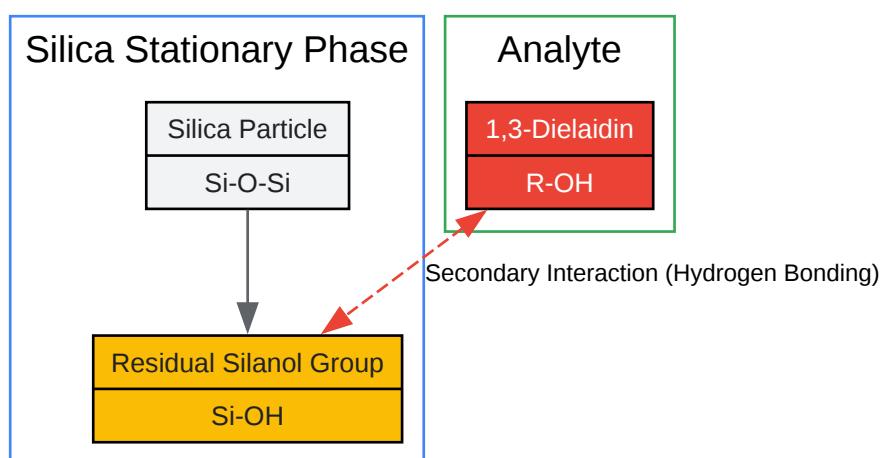 Silica Stationary Phase
Analyte
Silica Particle
Si-O-Si
1,3-Dielaidin
R-OH
Secondary Interaction (Hydrogen Bonding)
Residual Silanol Group
Si-OH